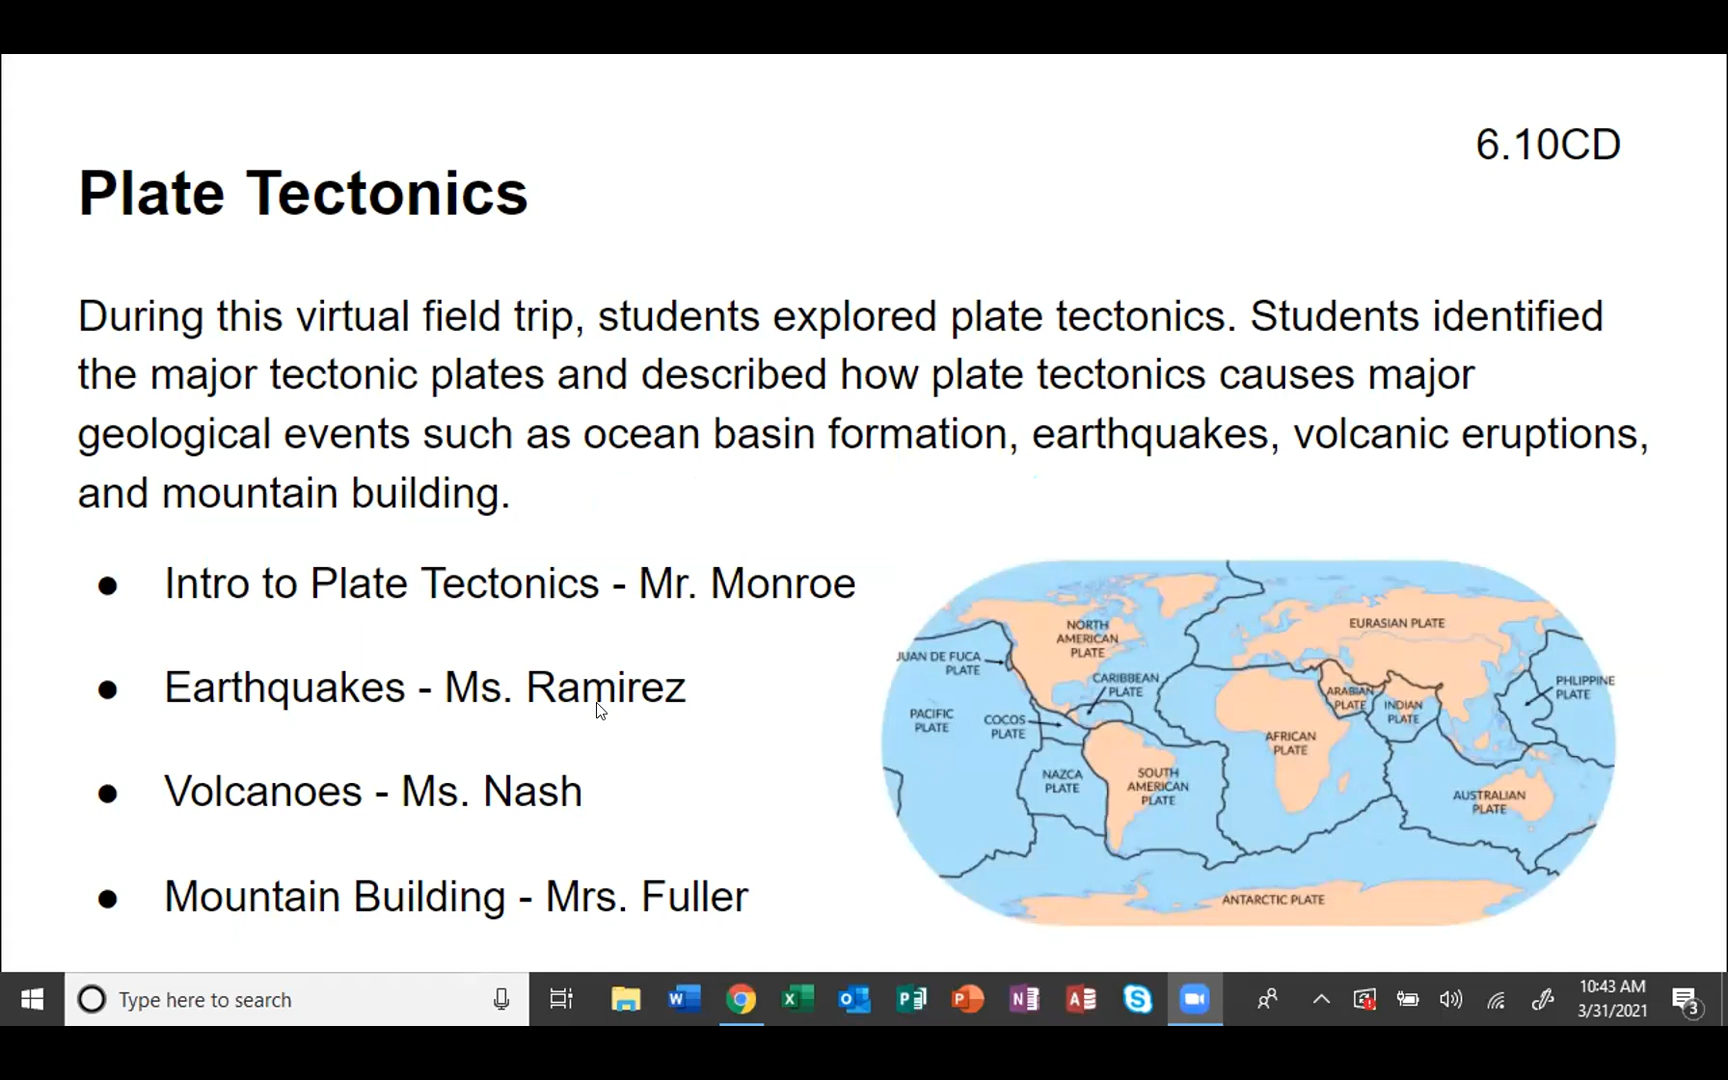 6.10CD
Plate Tectonics
During this virtual field trip, students explored plate tectonics. Students identified
the major tectonic plates and described how plate tectonics causes major
geological events such as ocean basin formation, earthquakes, volcanic eruptions,
and mountain building.
● Intro to Plate Tectonics - Mr. Monroe
● Earthquakes - Ms. Ramirez
● Volcanoes - Ms. Nash
● Mountain Building - Mrs. Fuller
NORTH
AMERICAN
PLATE
EURASIAN PLATE
JUAN DE FUCA
PLATE
CARIBBEAN
PLATE
ARABIAN
PLATE
INDIAN
PLATE
PHLIPPINE
PLATE
PACIFIC
PLATE
COCOS
PLATE
AFRICAN
PLATE
NAZCA
PLATE
SOUTH
AMERICAN
PLATE
AUSTRALIAN
PLATE
ANTARCTIC PLATE
Type here to search
10:43 AM
3/31/2021
3